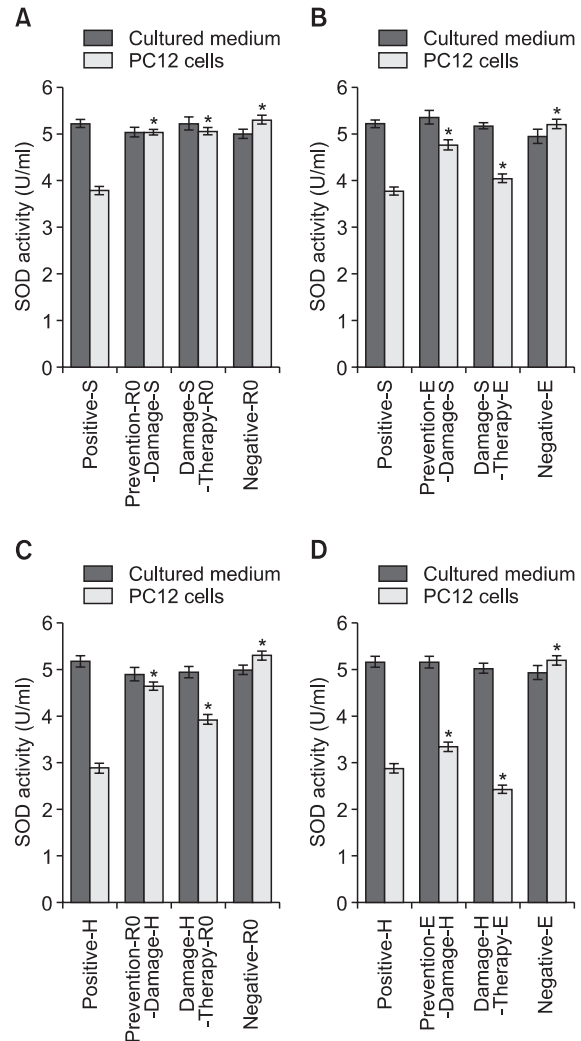 A
Cultured medium
PC12 cells
SOD activity (U/ml)
6
5
4
3
2
1
0
*
*
*
Positive-S
Prevention-R0
-Damage-S
Damage-S
-Therapy-R0
Negative-R0
B
Cultured medium
PC12 cells
SOD activity (U/ml)
6
5
4
3
2
1
0
*
*
*
Positive-S
Prevention-E
-Damage-S
Damage-S
-Therapy-E
Negative-E
C
Cultured medium
PC12 cells
SOD activity (U/ml)
6
5
4
3
2
1
0
*
*
*
Positive-H
Prevention-R0
-Damage-H
Damage-H
-Therapy-R0
Negative-R0
D
Cultured medium
PC12 cells
SOD activity (U/ml)
6
5
4
3
2
1
0
*
*
*
Positive-H
Prevention-E
-Damage-H
Damage-H
-Therapy-E
Negative-E